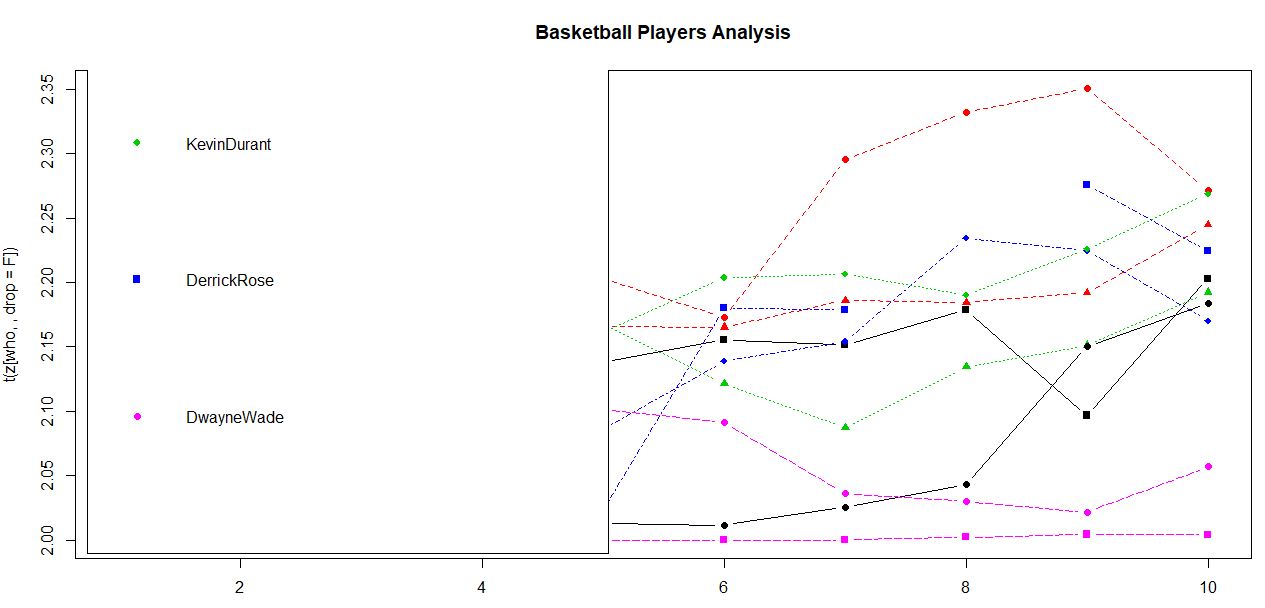 Basketball Players Analysis
t(z[who, , drop = F])
2.35
2.30
2.25
2.20
2.15
2.10
2.05
2.00
KevinDurant
DerrickRose
DwayneWade
2 4 6 8 10